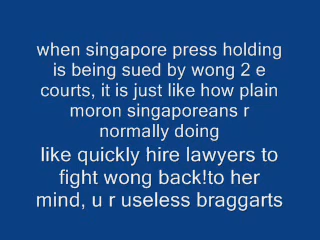 when singapore press holding
is being sued by wong 2 e
courts, it is just like how plain
moron singaporeans r
normally doing
like quickly hire lawyers to
fight wong back!to her
mind, u r useless braggarts